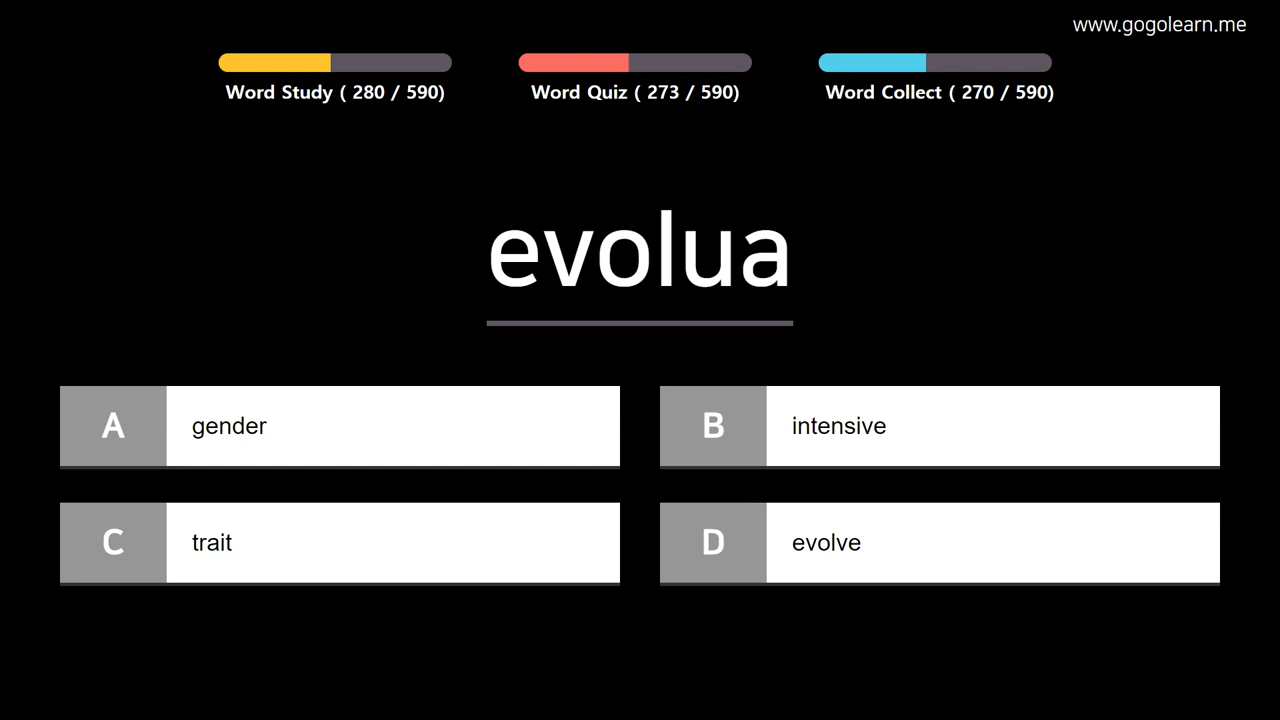 www.gogolearn.me
Word Study ( 280 / 590)
Word Quiz ( 273 / 590)
Word Collect ( 270 / 590)
evolua
A
gender
B
intensive
C
trait
D
evolve